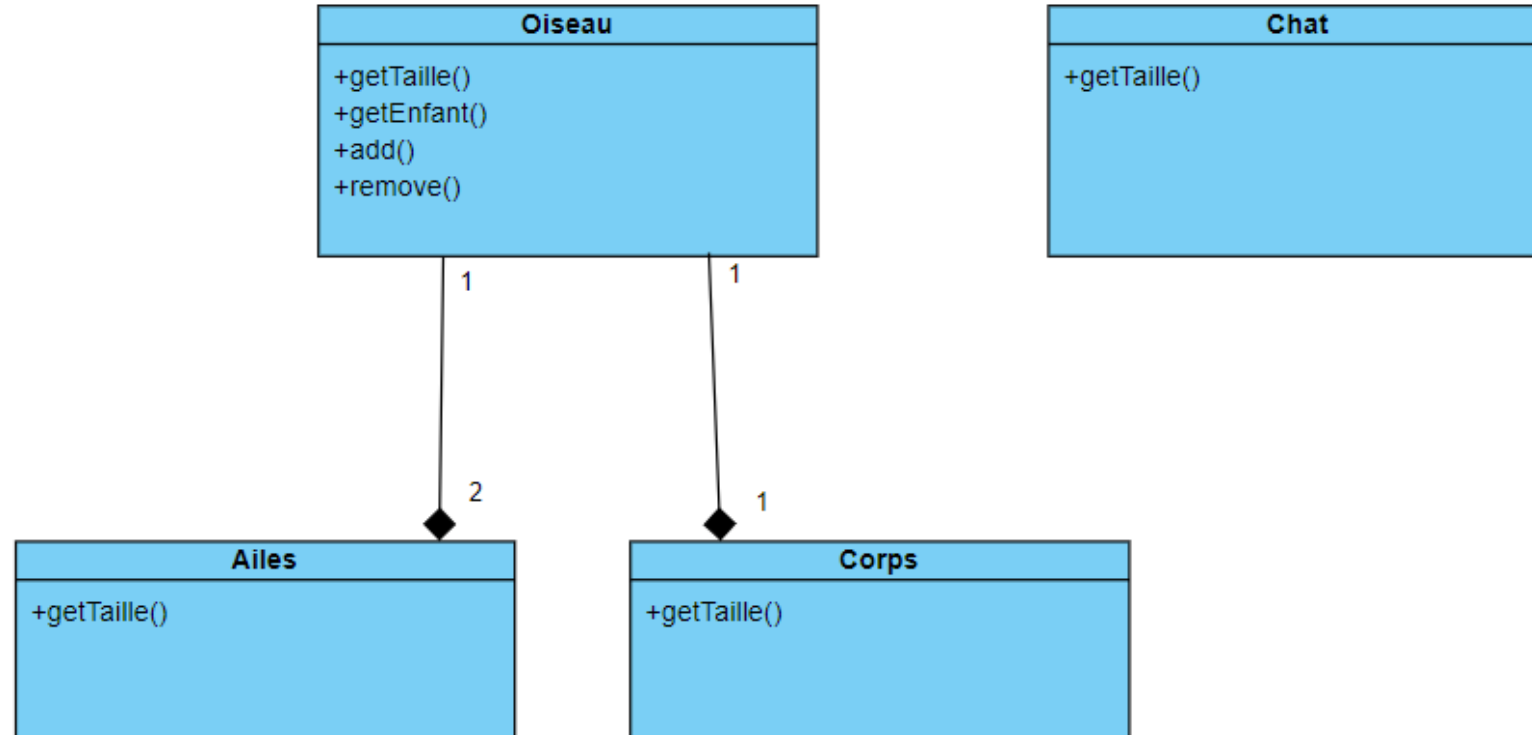 Oiseau
+getTaille()
+getEnfant()
+add()
+remove()
Chat
+getTaille()
1
1
2
1
Ailes
+getTaille()
Corps
+getTaille()